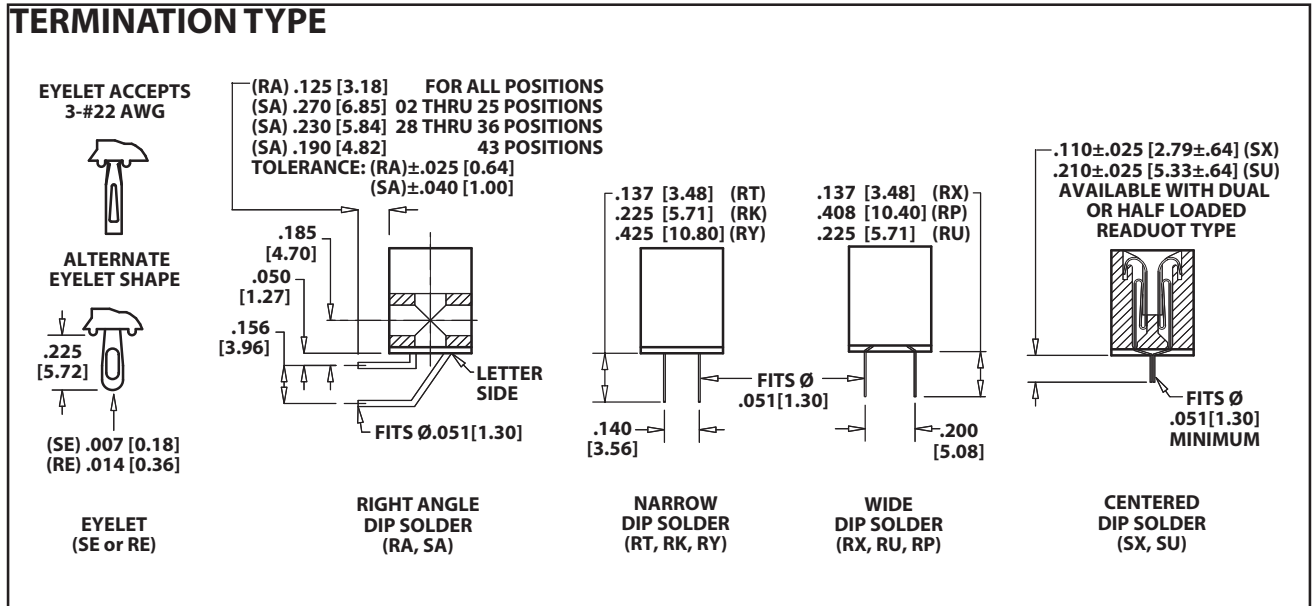 TERMINATION TYPE
EYELET ACCEPTS
3-#22 AWG
ALTERNATE
EYELET SHAPE
.225
[5.72]
(SE) .007 [0.18]
(RE) .014 [0.36]
EYELET
(SE or RE)
(RA) .125 [3.18] FOR ALL POSITIONS
(SA) .270 [6.85] 02 THRU 25 POSITIONS
(SA) .230 [5.84] 28 THRU 36 POSITIONS
(SA) .190 [4.82] 43 POSITIONS
TOLERANCE: (RA)±.025 [0.64]
(SA)±.040 [1.00]
.185
[4.70]
.050
[1.27]
.156
[3.96]
LETTER
SIDE
FITS Ø.051[1.30]
RIGHT ANGLE
DIP SOLDER
(RA, SA)
.137 [3.48] (RT)
.225 [5.71] (RK)
.425 [10.80] (RY)
.140
[3.56]
FITS Ø
.051[1.30]
NARROW
DIP SOLDER
(RT, RK, RY)
.137 [3.48] (RX)
.408 [10.40] (RP)
.225 [5.71] (RU)
.200
[5.08]
WIDE
DIP SOLDER
(RX, RU, RP)
.110±.025 [2.79±.64] (SX)
.210±.025 [5.33±.64] (SU)
AVAILABLE WITH DUAL
OR HALF LOADED
READUOT TYPE
FITS Ø
.051[1.30]
MINIMUM
CENTERED
DIP SOLDER
(SX, SU)